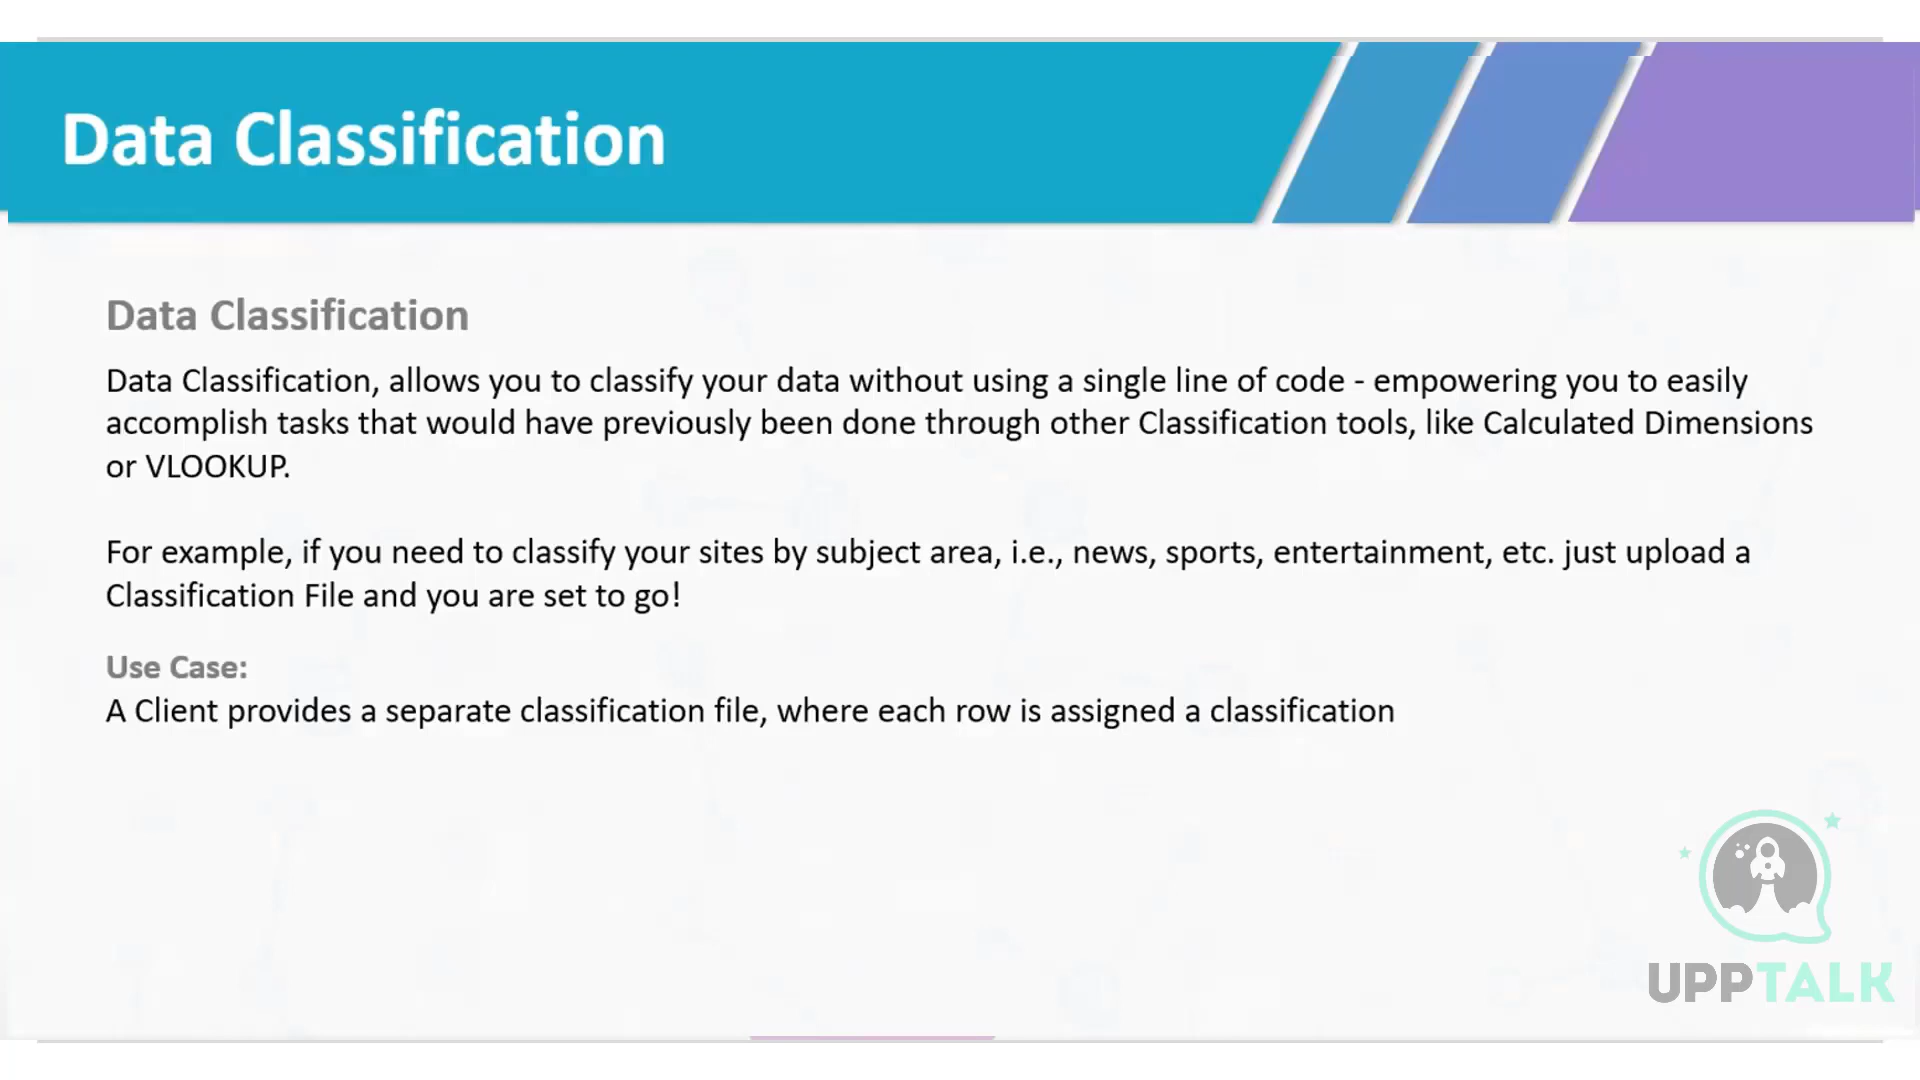 Data Classification
Data Classification
Data Classification, allows you to classify your data without using a single line of code - empowering you to easily
accomplish tasks that would have previously been done through other Classification tools, like Calculated Dimensions
or VLOOKUP.
For example, if you need to classify your sites by subject area, i.e., news, sports, entertainment, etc. just upload a
Classification File and you are set to go!
Use Case:
A Client provides a separate classification file, where each row is assigned a classification
UPPTALK